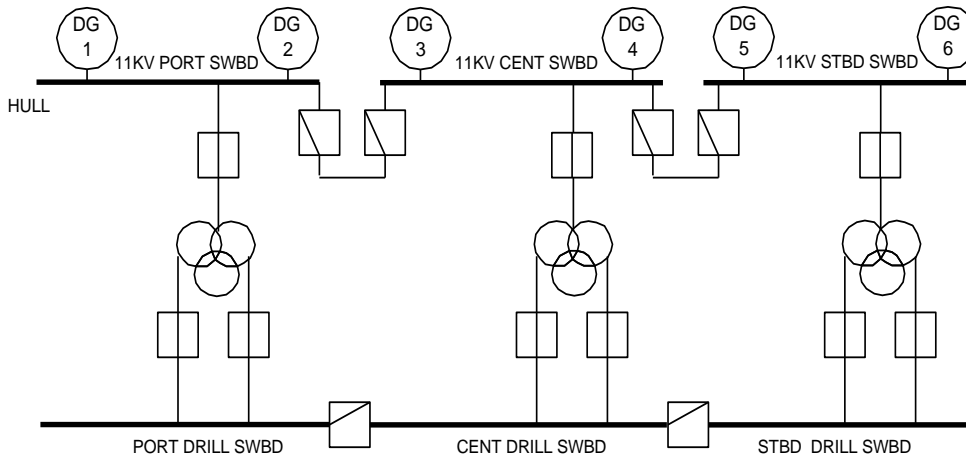 DG
1
DG
2
DG
3
DG
4
DG
5
DG
6
11KV PORT SWBD
11KV CENT SWBD
11KV STBD SWBD
HULL
PORT DRILL SWBD
CENT DRILL SWBD
STBD DRILL SWBD